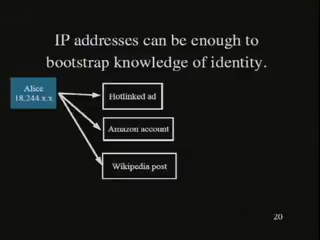 IP addresses can be enough to
bootstrap knowledge of identity.
Alice
18.244.x.x
Hotlinked ad
Amazon account
Wikipedia post
20